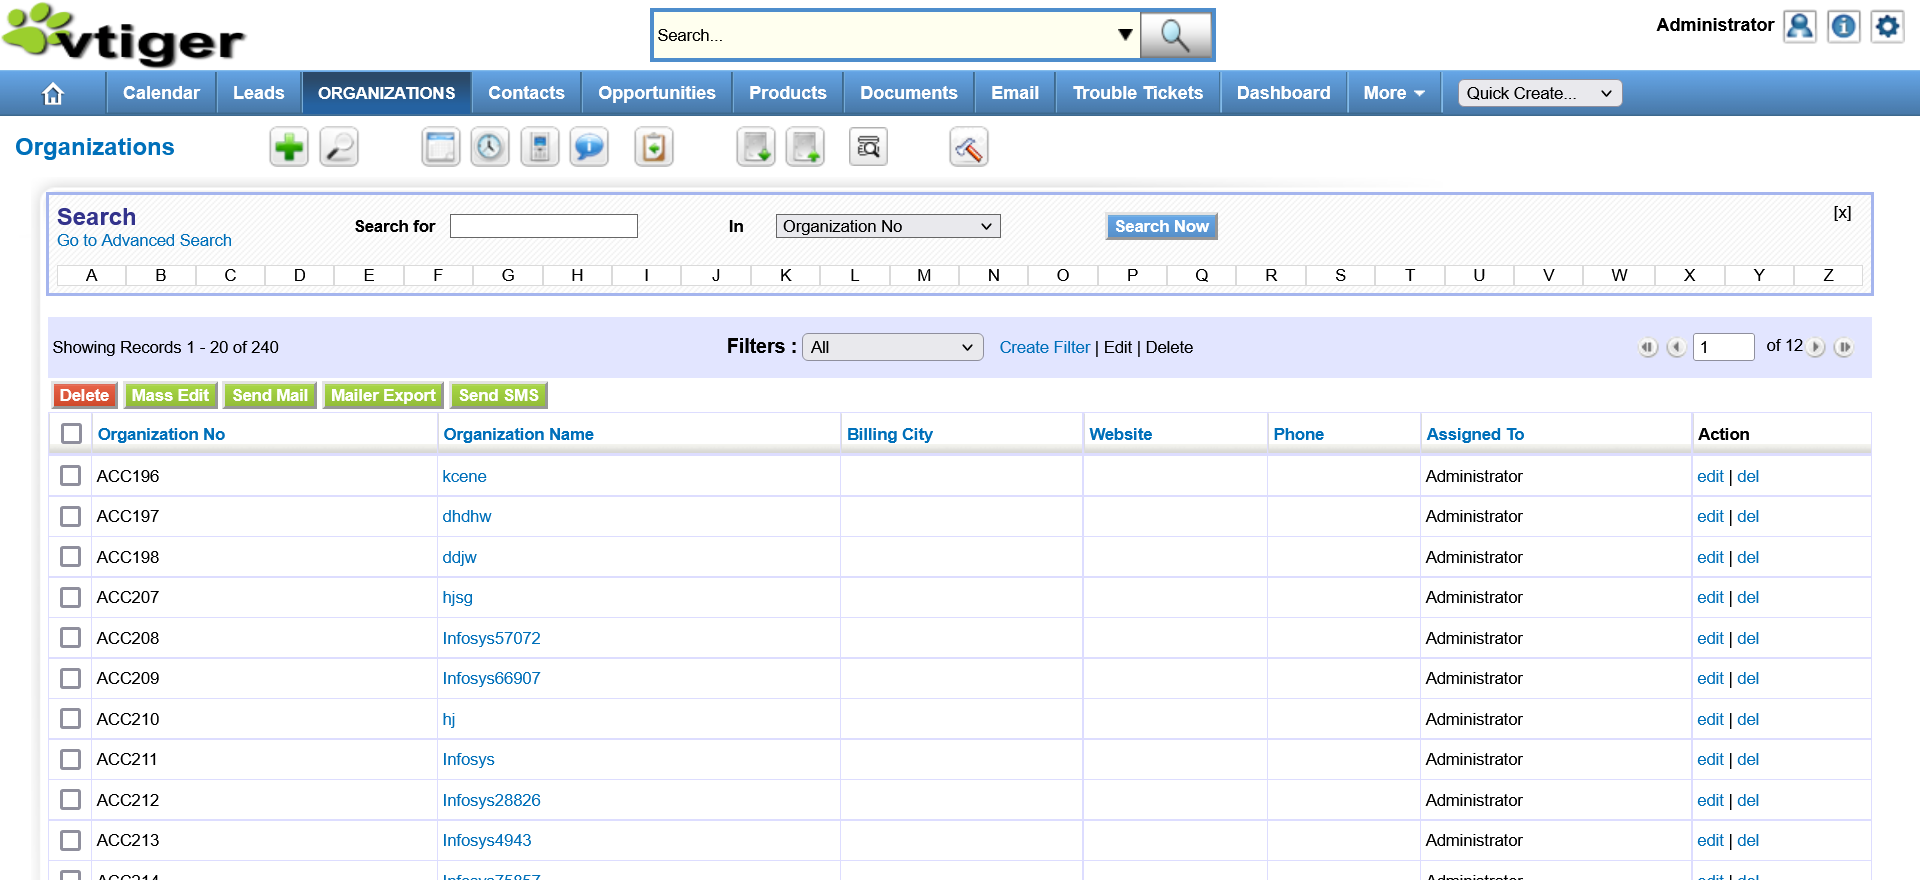 vtiger
Search...
Administrator
Calendar Leads ORGANIZATIONS Contacts Opportunities Products Documents Email Trouble Tickets Dashboard More Quick Create...
Organizations
Search
Go to Advanced Search
Search for In Organization No Search Now [x]
A B C D E F G H I J K L M N O P Q R S T U V W X Y Z
Showing Records 1 - 20 of 240 Filters : All Create Filter | Edit | Delete 1 of 12
Delete Mass Edit Send Mail Mailer Export Send SMS
Organization No Organization Name Billing City Website Phone Assigned To Action
ACC196 kcene Administrator edit | del
ACC197 dhdhw Administrator edit | del
ACC198 ddjw Administrator edit | del
ACC207 hjsg Administrator edit | del
ACC208 Infosys57072 Administrator edit | del
ACC209 Infosys66907 Administrator edit | del
ACC210 hj Administrator edit | del
ACC211 Infosys Administrator edit | del
ACC212 Infosys28826 Administrator edit | del
ACC213 Infosys4943 Administrator edit | del
ACC214 Infosys75857 Administrator edit | del